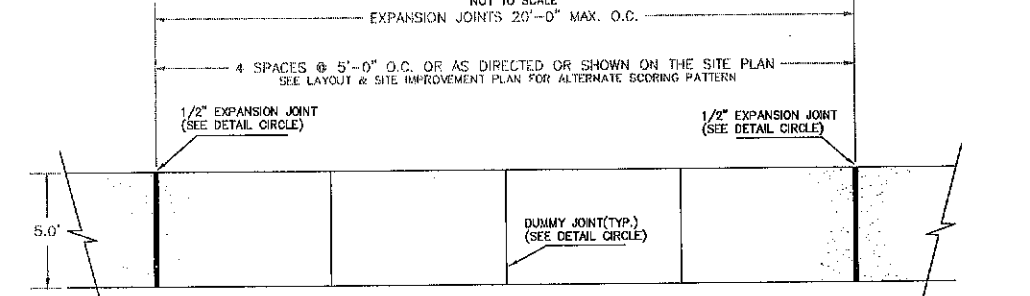 NOT TO SCALE
EXPANSION JOINTS 20'-0" MAX. O.C.
4 SPACES @ 5'-0" O.C. OR AS DIRECTED OR SHOWN ON THE SITE PLAN
SEE LAYOUT & SITE IMPROVEMENT PLAN FOR ALTERNATE SCORING PATTERN
1/2" EXPANSION JOINT
(SEE DETAIL CIRCLE)
1/2" EXPANSION JOINT
(SEE DETAIL CIRCLE)
5.0'
DUMMY JOINT(TYP.)
(SEE DETAIL CIRCLE)